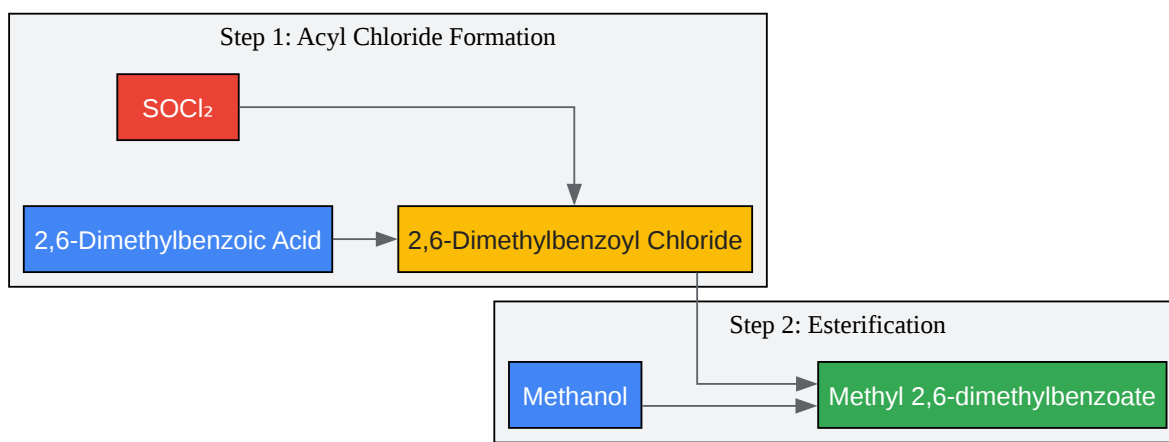 Step 1: Acyl Chloride Formation
SOCl₂
2,6-Dimethylbenzoic Acid
2,6-Dimethylbenzoyl Chloride
Step 2: Esterification
Methanol
Methyl 2,6-dimethylbenzoate